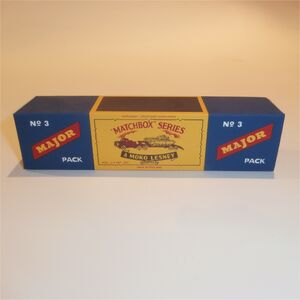 Nº 3
MAJOR
PACK
"MATCHBOX" SERIES
A MOKO LESNEY
Nº 3
MAJOR
PACK